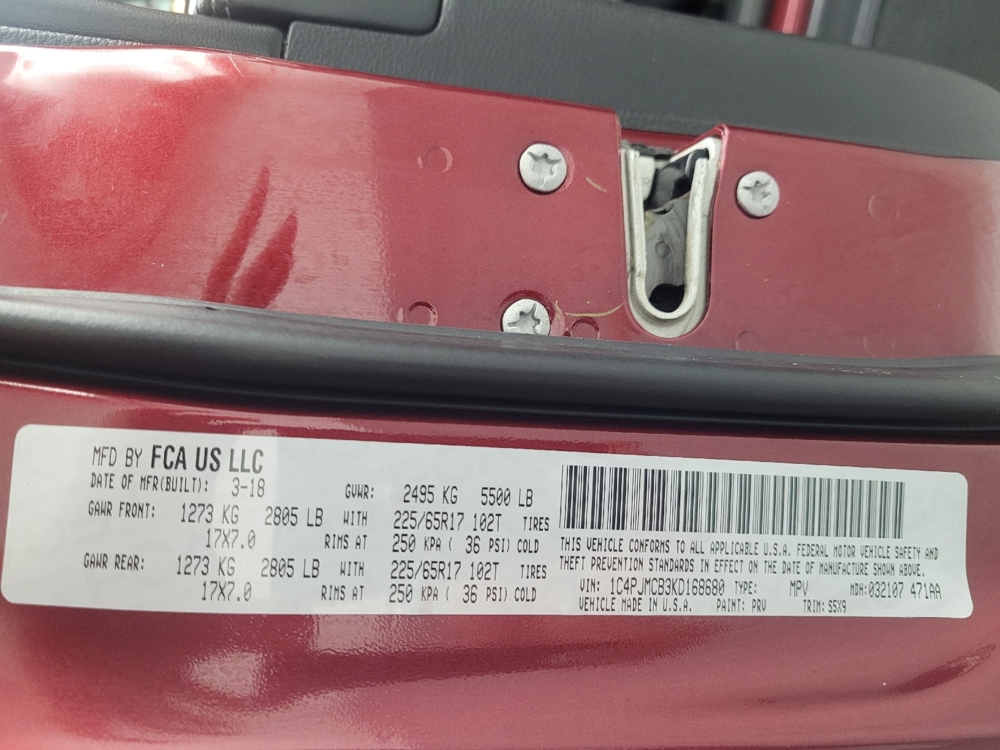 MFD BY FCA US LLC
DATE OF MFR(BUILT): 3-18 GVWR: 2495 KG 5500 LB
GAWR FRONT: 1273 KG 2805 LB WITH 225/65R17 102T TIRES
17X7.0 RIMS AT 250 KPA ( 36 PSI) COLD
GAWR REAR: 1273 KG 2805 LB WITH 225/65R17 102T TIRES
17X7.0 RIMS AT 250 KPA ( 36 PSI) COLD
THIS VEHICLE CONFORMS TO ALL APPLICABLE U.S.A. FEDERAL MOTOR VEHICLE SAFETY AND
THEFT PREVENTION STANDARDS IN EFFECT ON THE DATE OF MANUFACTURE SHOWN ABOVE.
VIN: 1C4PJMCB3KD168680 TYPE: MPV MDH:032107 471AA
VEHICLE MADE IN U.S.A. PAINT: PRV TRIM: S5X9